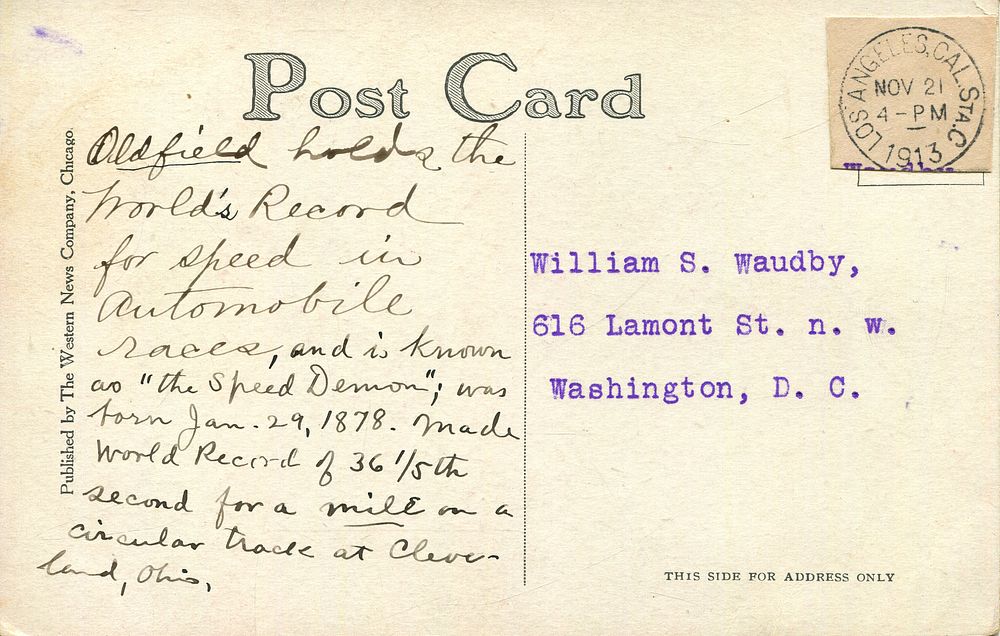 Post Card
LOS ANGELES, CAL. STA. C
NOV 21
4-PM
1913
Published by The Western News Company, Chicago.
Oldfield holds the
World's Record
for speed in
Automobile
races, and is known
as "the Speed Demon"; was
born Jan. 29, 1878. Made
World Record of 36 1/5th
second for a mile on a
circular track at Cleve-
land, Ohio,
William S. Waudby,
616 Lamont St. n. w.
Washington, D. C.
THIS SIDE FOR ADDRESS ONLY